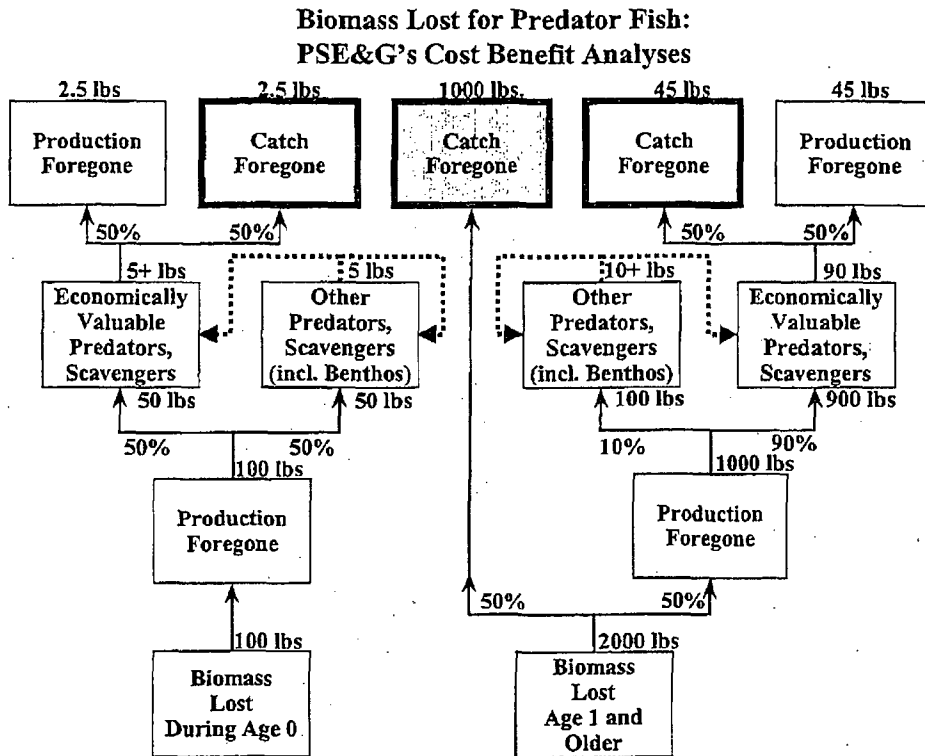 Biomass Lost for Predator Fish:
PSE&G's Cost Benefit Analyses
2.5 lbs
2.5 lbs
1000 lbs.
45 lbs
45 lbs
Production
Foregone
Catch
Foregone
Catch
Foregone
Catch
Foregone
Production
Foregone
50%
50%
50%
50%
5+ lbs
5 lbs
10+ lbs
90 lbs
Economically
Valuable
Predators,
Scavengers
Other
Predators,
Scavengers
(incl. Benthos)
Other
Predators,
Scavengers
(incl. Benthos)
Economically
Valuable
Predators,
Scavengers
50 lbs
50 lbs
100 lbs
900 lbs
50%
50%
10%
90%
100 lbs
1000 lbs
Production
Foregone
Production
Foregone
50%
50%
100 lbs
2000 lbs
Biomass
Lost
During Age 0
Biomass
Lost
Age 1 and
Older